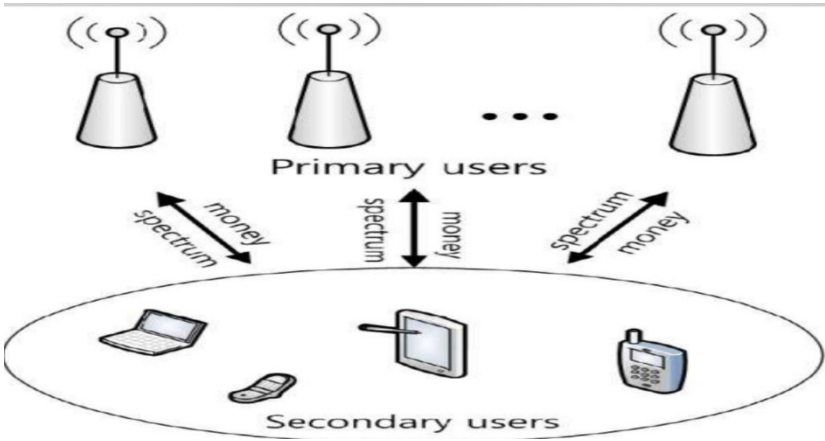 Primary users
money
spectrum
spectrum
money
spectrum
money
Secondary users